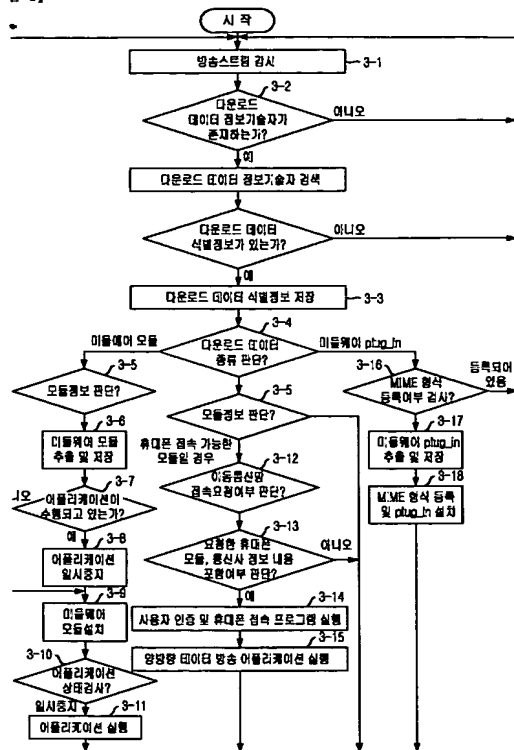 시 작
방송스트림 감시
3-1
3-2
다운로드
데이터 정보기술자가
존재하는가?
아니오
예
다운로드 데이터 정보기술자 검색
다운로드 데이터
식별정보가 있는가?
아니오
예
다운로드 데이터 식별정보 저장
3-3
3-4
다운로드 데이터
종류 판단?
미들웨어 모듈
미들웨어 plug_in
3-5
모듈정보 판단?
3-5
모듈정보 판단?
3-16
MIME 형식
등록여부 검사?
등록되어
있음
3-6
미들웨어 모듈
추출 및 저장
휴대폰 접속 가능한
모듈일 경우
3-12
이동통신망
접속요청여부 판단?
3-17
미들웨어 plug_in
추출 및 저장
3-7
어플리케이션이
수행되고 있는가?
니오
예
3-18
MIME 형식 등록
및 plug_in 설치
3-13
요청한 휴대폰
모듈, 통신사 정보 내용
포함여부 판단?
아니오
예
3-8
어플리케이션
일시중지
3-9
미들웨어
모듈설치
3-14
사용자 인증 및 휴대폰 접속 프로그램 실행
3-15
양방향 데이터 방송 어플리케이션 실행
3-10
어플리케이션
상태검사?
일시중지
3-11
어플리케이션 실행